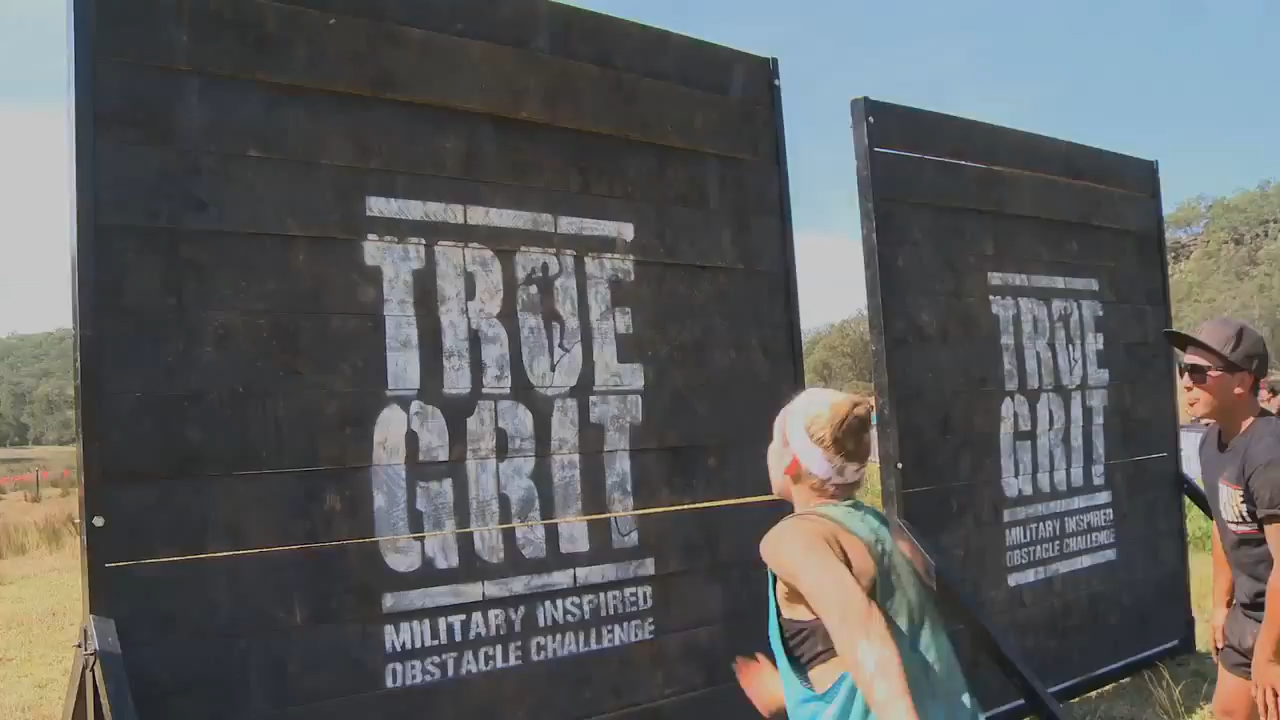 TRUE
GRIT
MILITARY INSPIRED
OBSTACLE CHALLENGE
TRUE
GRIT
MILITARY INSPIRED
OBSTACLE CHALLENGE